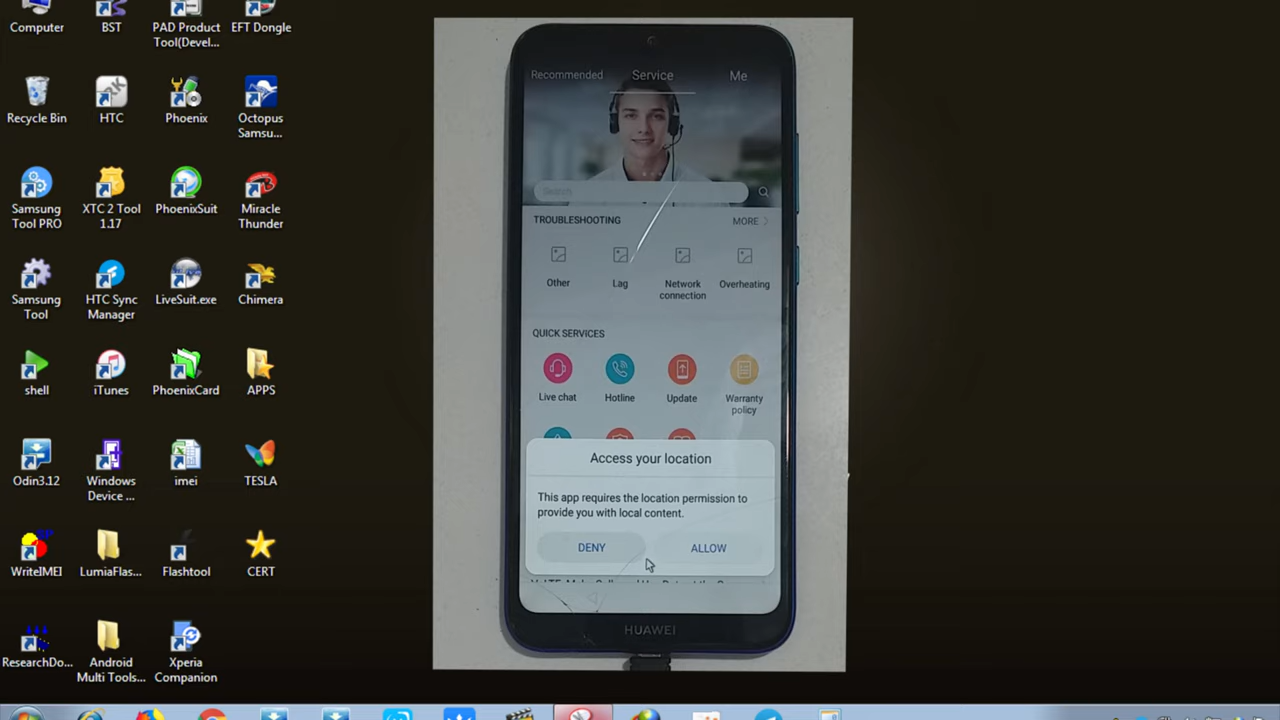 Computer
BST
PAD Product
Tool(Devel...
EFT Dongle
Recycle Bin
HTC
Phoenix
Octopus
Samsu...
Samsung
Tool PRO
XTC 2 Tool
1.17
PhoenixSuit
Miracle
Thunder
Samsung
Tool
HTC Sync
Manager
LiveSuit.exe
Chimera
shell
iTunes
PhoenixCard
APPS
Odin3.12
Windows
Device ...
imei
TESLA
WriteIMEI
LumiaFlas...
Flashtool
CERT
ResearchDo...
Android
Multi Tools...
Xperia
Companion
Recommended
Service
Me
Search
TROUBLESHOOTING
MORE
Other
Lag
Network
connection
Overheating
QUICK SERVICES
Live chat
Hotline
Update
Warranty
policy
Access your location
This app requires the location permission to
provide you with local content.
DENY
ALLOW
HUAWEI